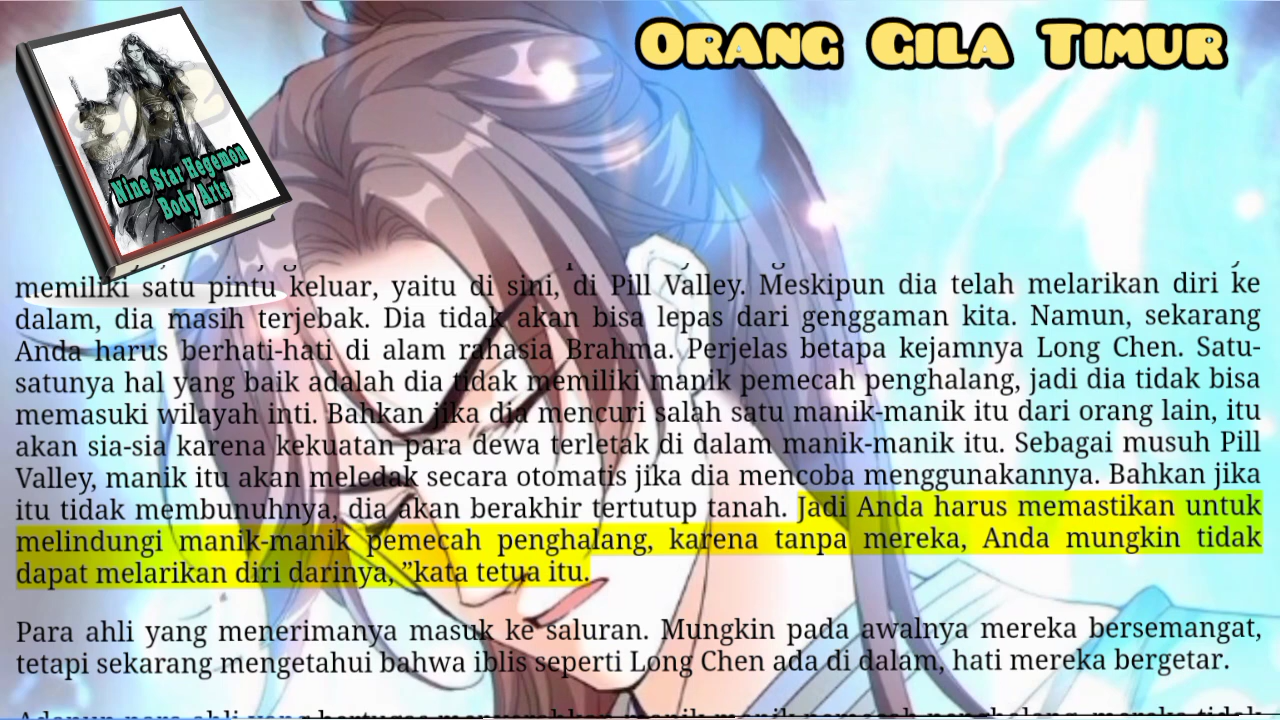 Orang Gila Timur
Nine Star Hegemon
Body Arts
memiliki satu pintu keluar, yaitu di sini, di Pill Valley. Meskipun dia telah melarikan diri ke
dalam, dia masih terjebak. Dia tidak akan bisa lepas dari genggaman kita. Namun, sekarang
Anda harus berhati-hati di alam rahasia Brahma. Perjelas betapa kejamnya Long Chen. Satu-
satunya hal yang baik adalah dia tidak memiliki manik pemecah penghalang, jadi dia tidak bisa
memasuki wilayah inti. Bahkan jika dia mencuri salah satu manik-manik itu dari orang lain, itu
akan sia-sia karena kekuatan para dewa terletak di dalam manik-manik itu. Sebagai musuh Pill
Valley, manik itu akan meledak secara otomatis jika dia mencoba menggunakannya. Bahkan jika
itu tidak membunuhnya, dia akan berakhir tertutup tanah. Jadi Anda harus memastikan untuk
melindungi manik-manik pemecah penghalang, karena tanpa mereka, Anda mungkin tidak
dapat melarikan diri darinya, ”kata tetua itu.
Para ahli yang menerimanya masuk ke saluran. Mungkin pada awalnya mereka bersemangat,
tetapi sekarang mengetahui bahwa iblis seperti Long Chen ada di dalam, hati mereka bergetar.